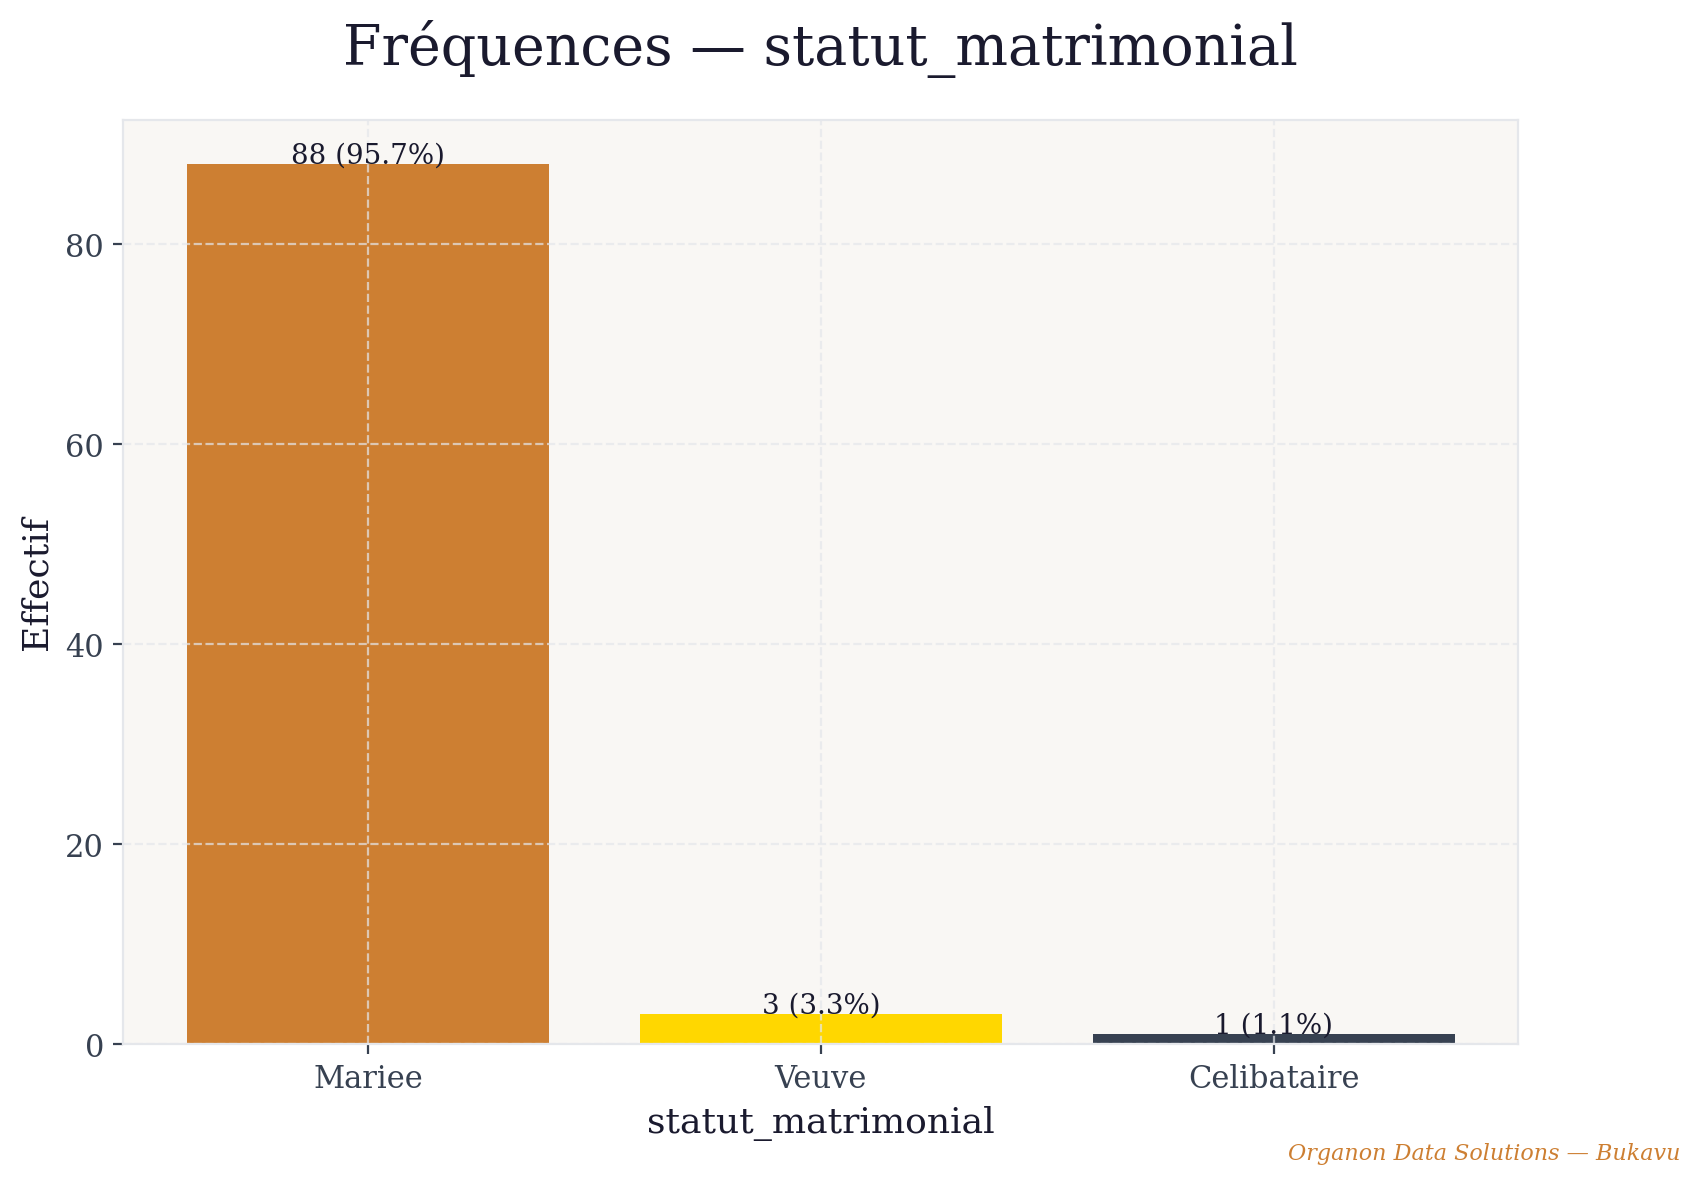 Fréquences — statut_matrimonial
88 (95.7%)
3 (3.3%)
1 (1.1%)
Effectif
80
60
40
20
0
Mariee
Veuve
Celibataire
statut_matrimonial
Organon Data Solutions — Bukavu